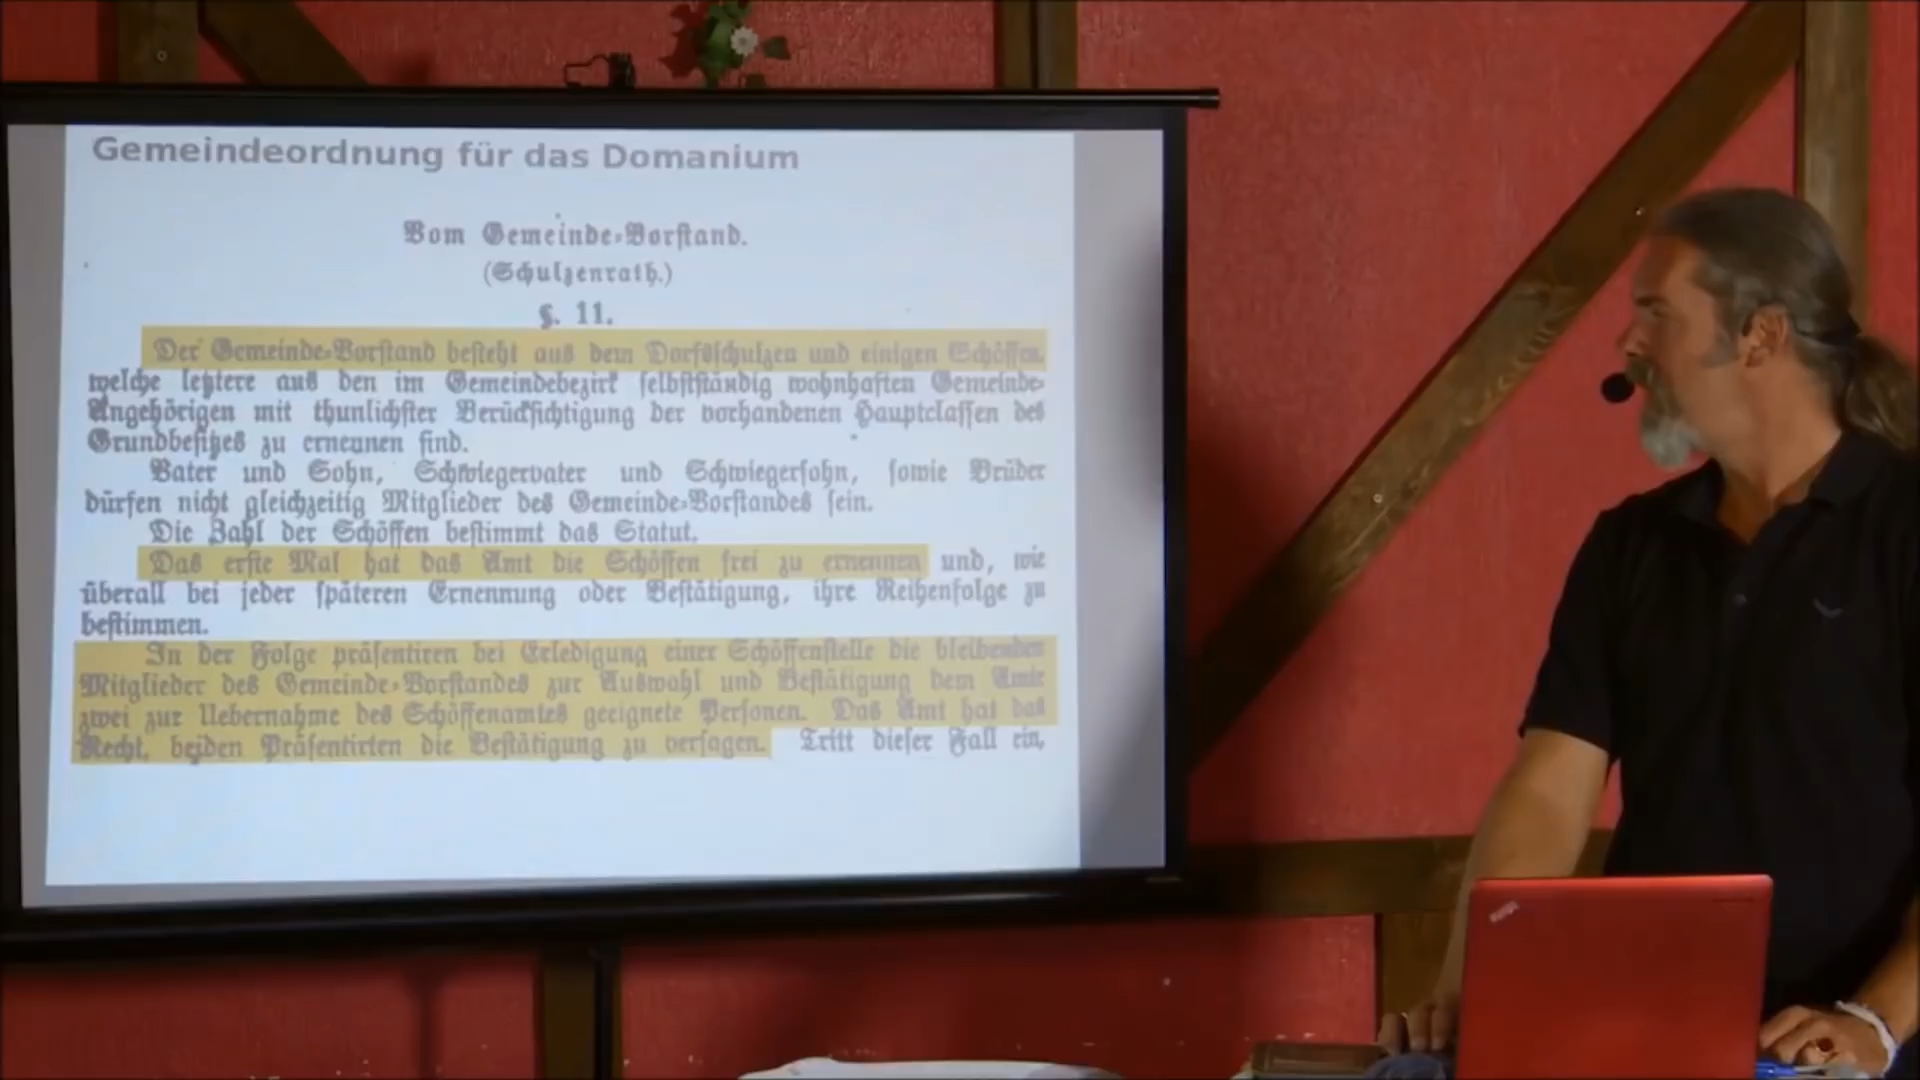 Gemeindeordnung für das Domanium
Vom Gemeinde-Vorstand.
(Schulzenrath.)
§. 11.
Der Gemeinde-Vorstand besteht aus dem Dorfsschulzen und einigen Schöffen,
welche letztere aus den im Gemeindebezirk selbstständig wohnhaften Gemeinde-
Angehörigen mit thunlichster Berücksichtigung der vorhandenen Hauptclassen des
Grundbesitzes zu ernennen sind.
Vater und Sohn, Schwiegervater und Schwiegersohn, sowie Brüder
dürfen nicht gleichzeitig Mitglieder des Gemeinde-Vorstandes sein.
Die Zahl der Schöffen bestimmt das Statut.
Das erste Mal hat das Amt die Schöffen frei zu ernennen und, wie
überall bei jeder späteren Ernennung oder Bestätigung, ihre Reihenfolge zu
bestimmen.
In der Folge präsentiren bei Erledigung einer Schöffenstelle die bleibenden
Mitglieder des Gemeinde-Vorstandes zur Auswahl und Bestätigung dem Amte
zwei zur Uebernahme des Schöffenamtes geeignete Personen. Das Amt hat das
Recht, beiden Präsentirten die Bestätigung zu versagen. Tritt dieser Fall ein,